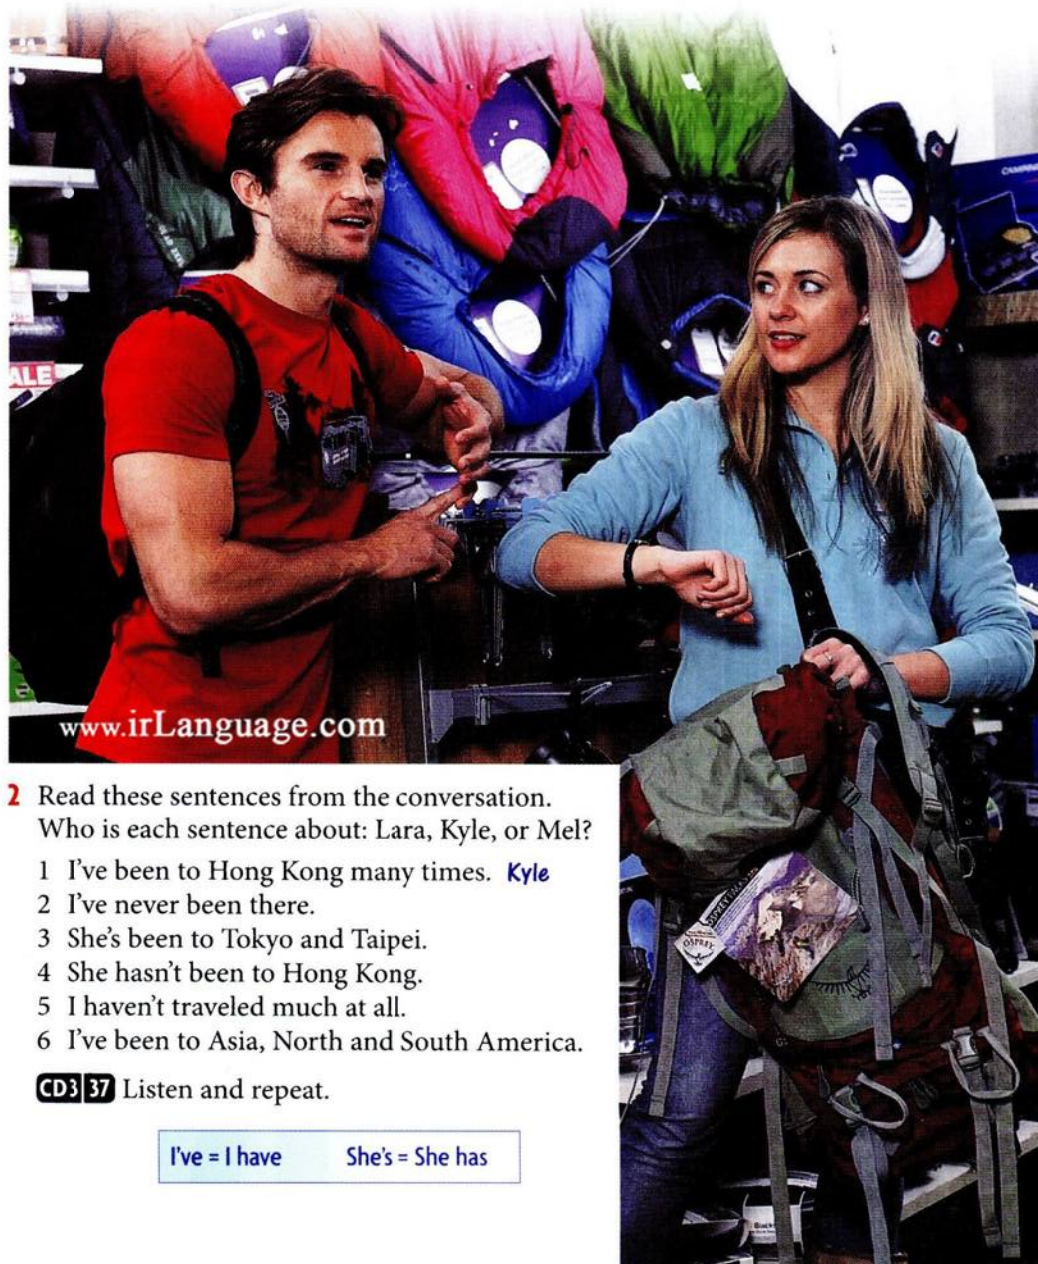 CAMPING
ALE
www.irLanguage.com
2 Read these sentences from the conversation.
Who is each sentence about: Lara, Kyle, or Mel?
1 I've been to Hong Kong many times. Kyle
2 I've never been there.
3 She's been to Tokyo and Taipei.
4 She hasn't been to Hong Kong.
5 I haven't traveled much at all.
6 I've been to Asia, North and South America.
CD3 37 Listen and repeat.
I've = I have She's = She has
OSPREY